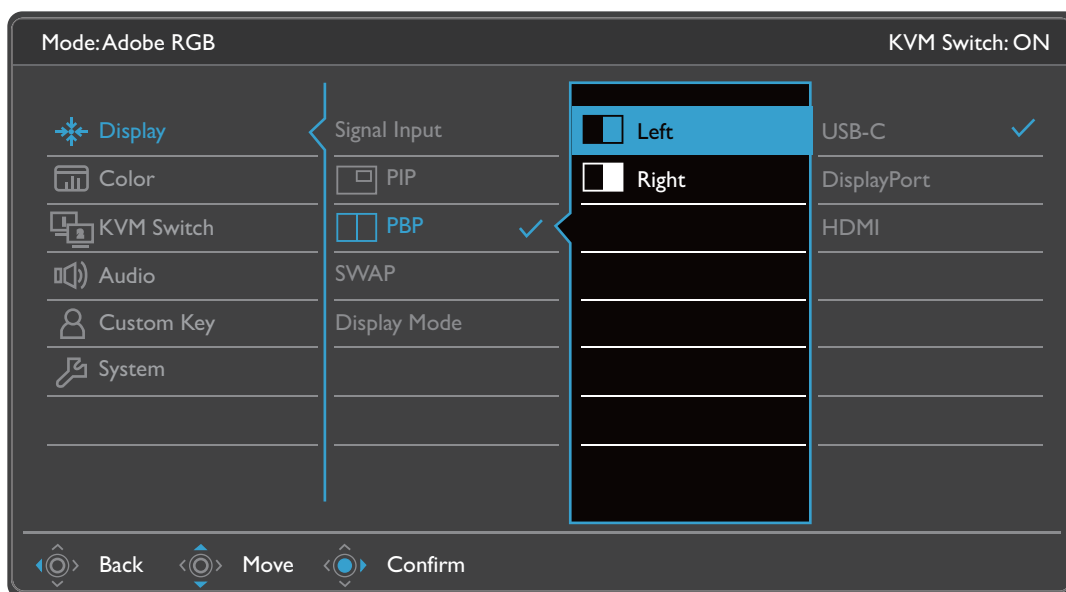 Mode: Adobe RGB
KVM Switch: ON
Display
Color
KVM Switch
Audio
Custom Key
System
Signal Input
PIP
PBP
SWAP
Display Mode
Left
Right
USB-C
DisplayPort
HDMI
Back
Move
Confirm